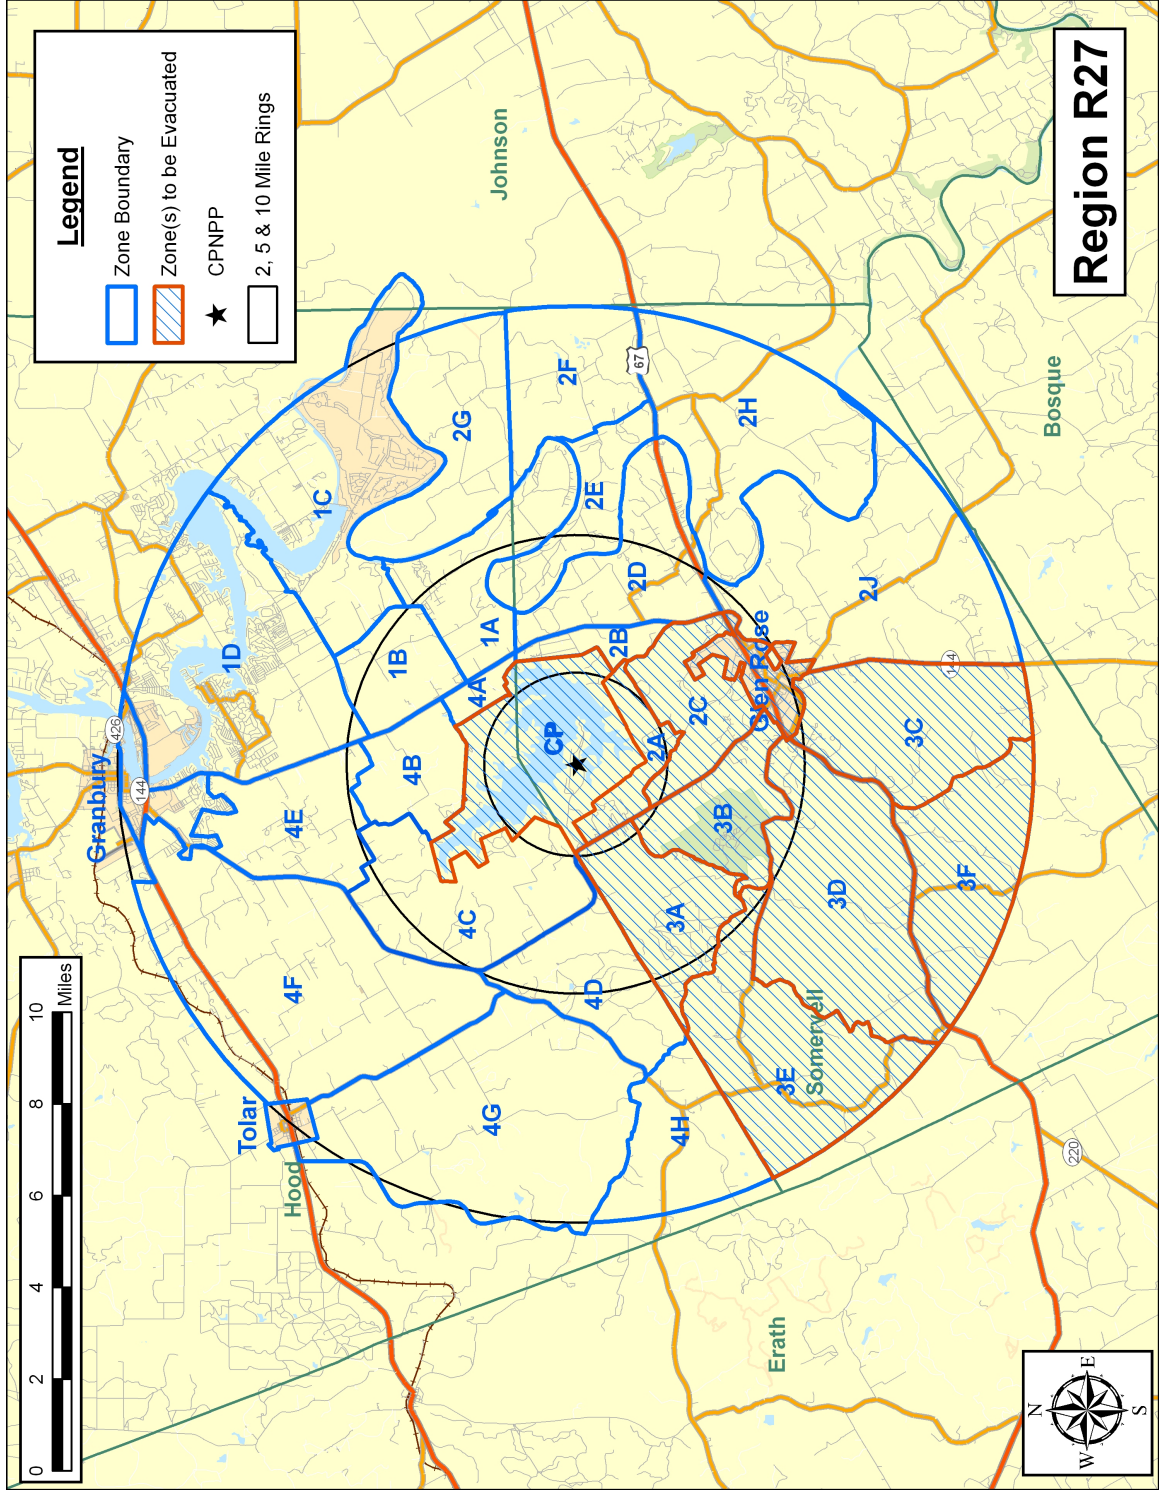 Legend
Zone Boundary
Zone(s) to be Evacuated
CPNPP
2, 5 & 10 Mile Rings
Region R27
0 2 4 6 8 10
Miles
N
E
S
W
Granbury
Tolar
Glen Rose
Hood
Johnson
Bosque
Somervell
Erath
426
144
67
144
220
CP
1A
1B
1C
1D
2A
2B
2C
2D
2E
2F
2G
2H
2J
3A
3B
3C
3D
3E
3F
4A
4B
4C
4D
4E
4F
4G
4H